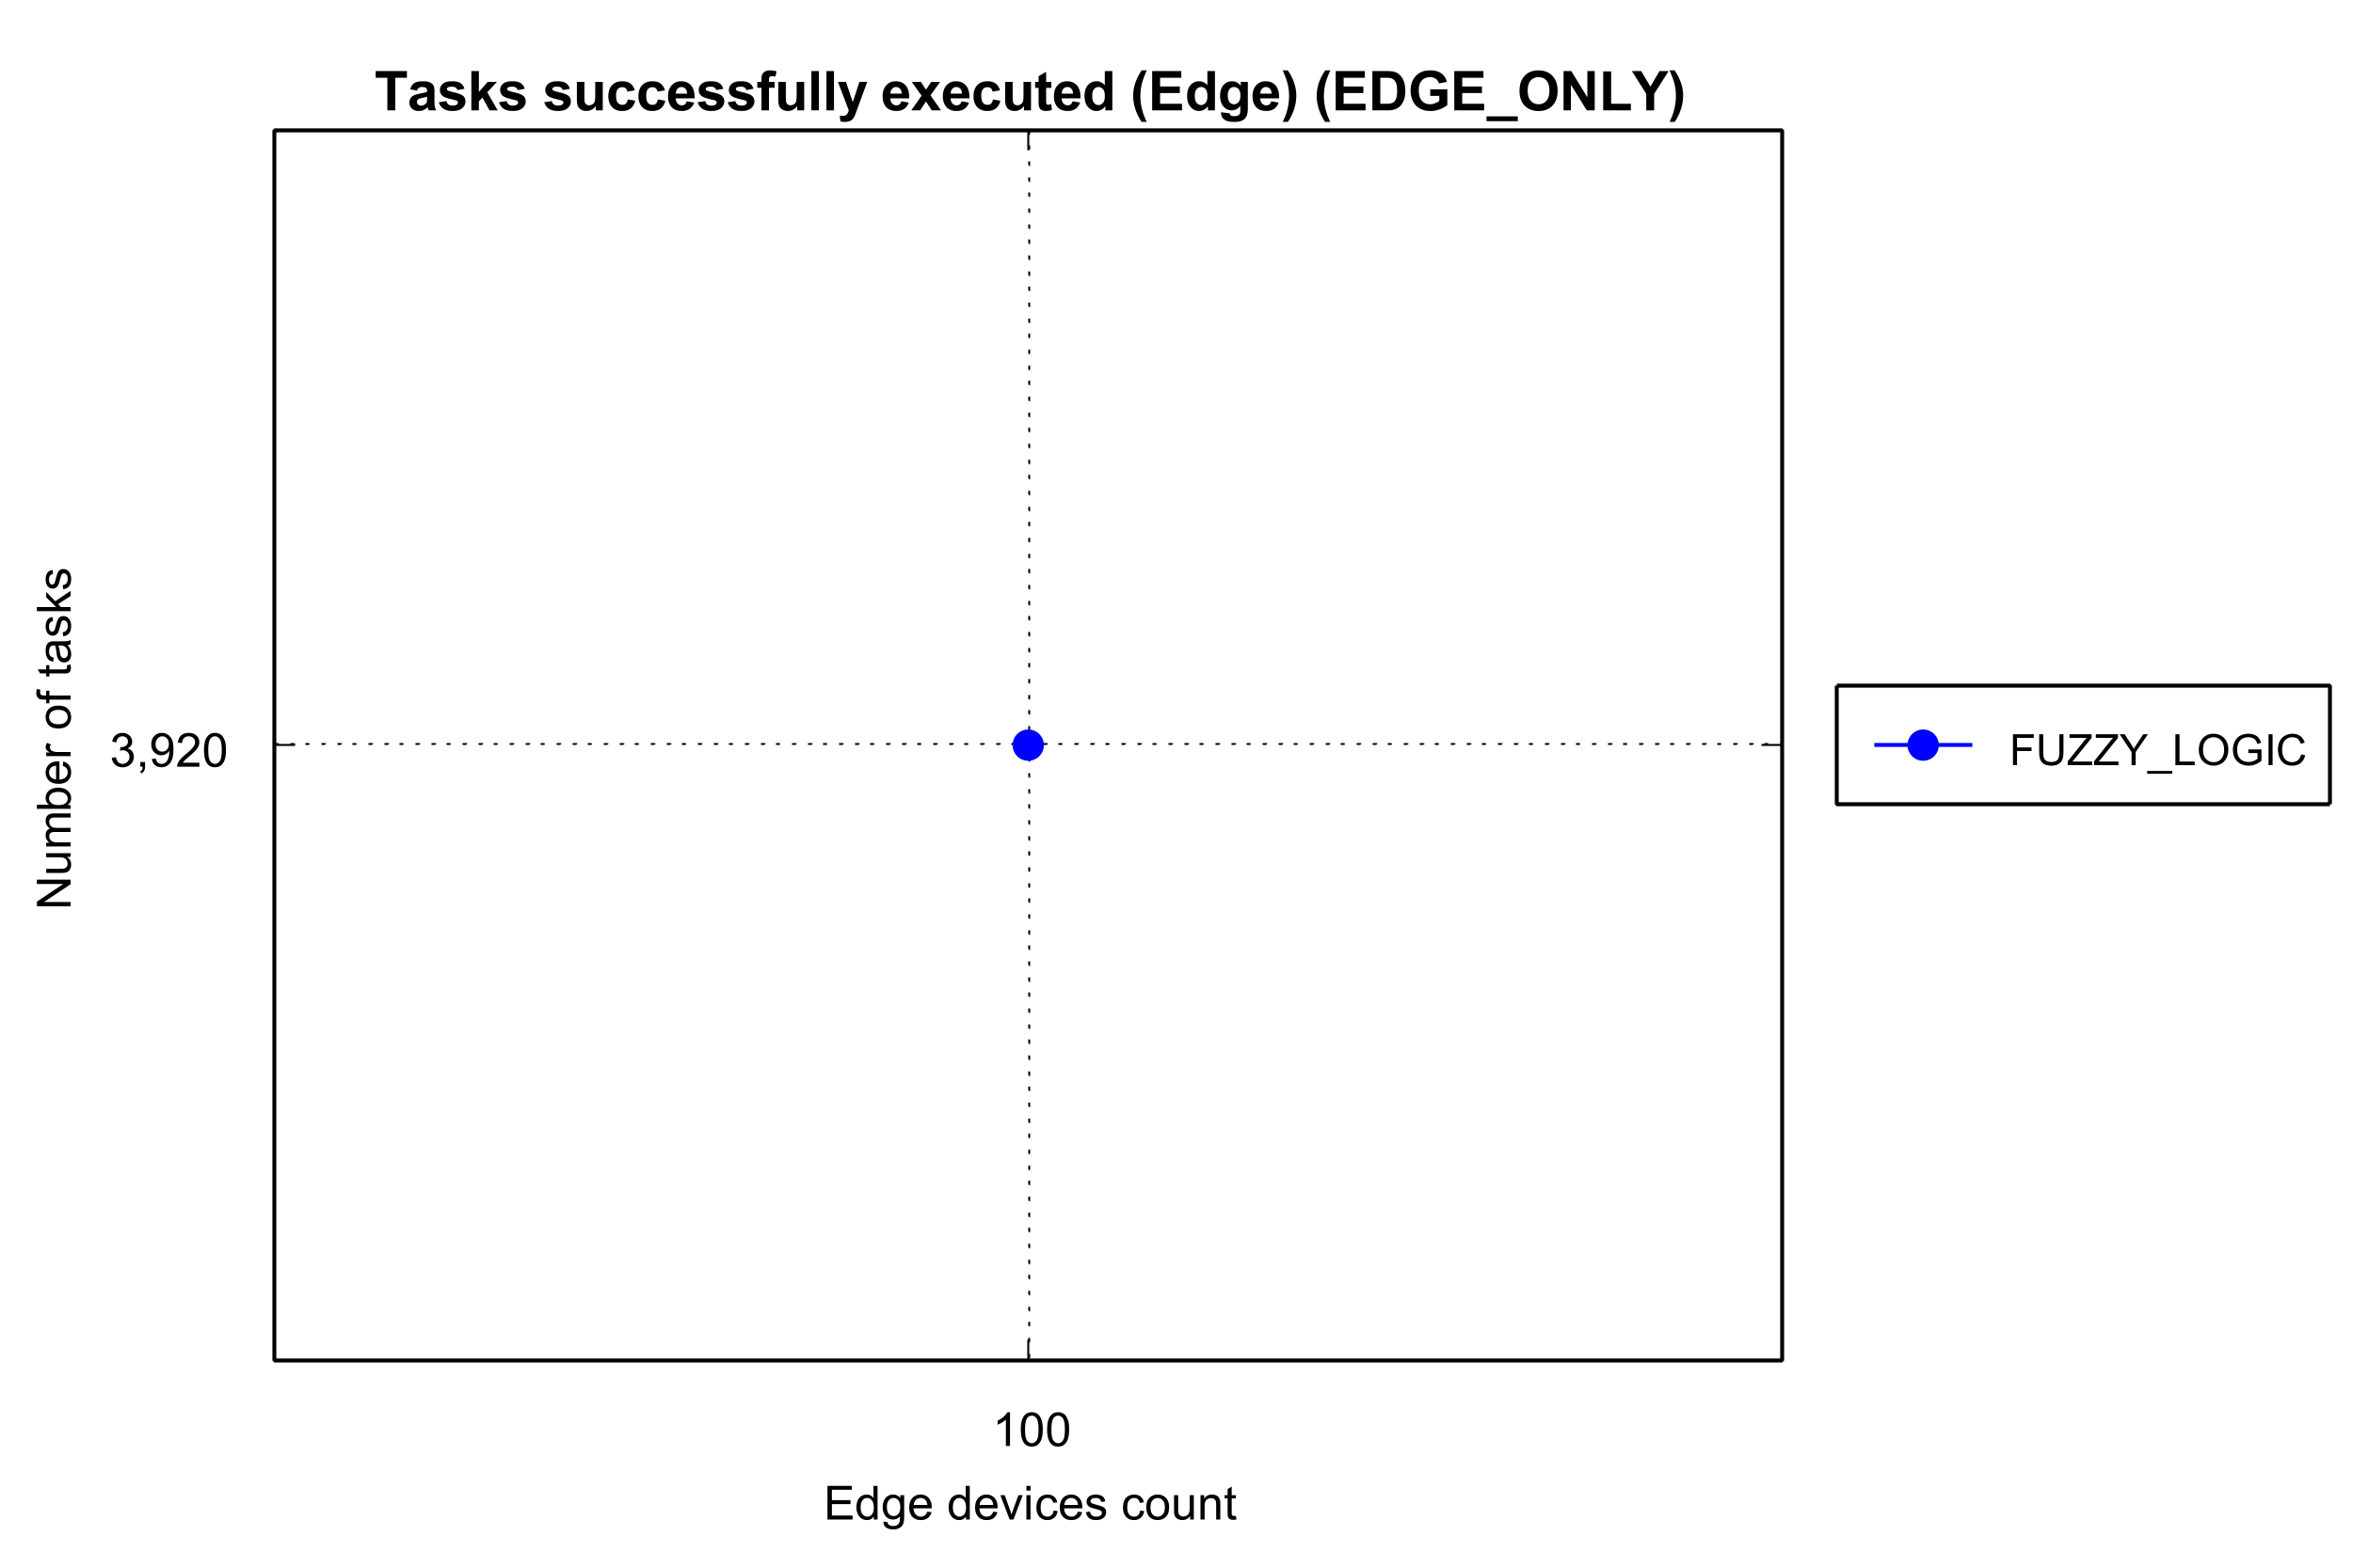 Tasks successfully executed (Edge) (EDGE_ONLY)
Number of tasks
3,920
FUZZY_LOGIC
100
Edge devices count